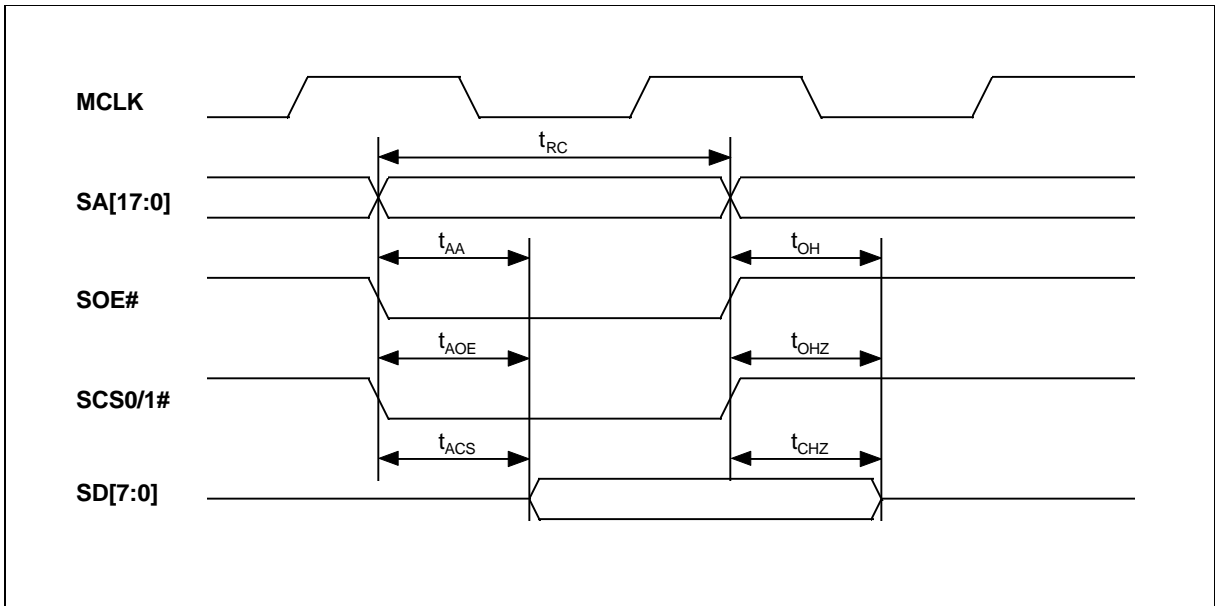 MCLK
tRC
SA[17:0]
tAA
tOH
SOE#
tAOE
tOHZ
SCS0/1#
tACS
tCHZ
SD[7:0]